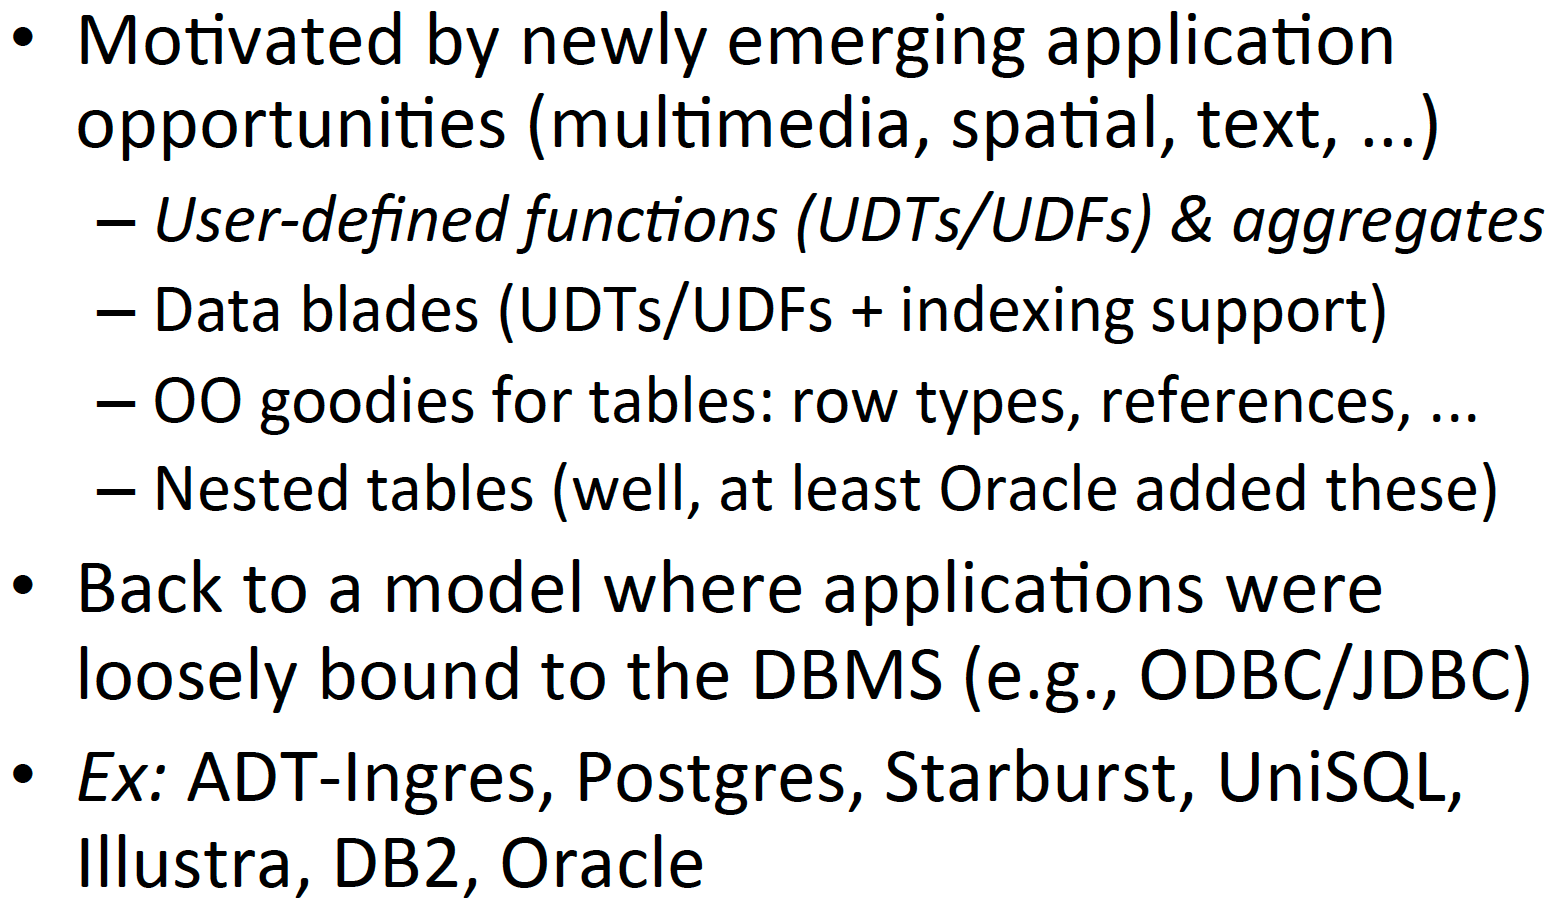 • Motivated by newly emerging application
opportunities (multimedia, spatial, text, ...)
– User-defined functions (UDTs/UDFs) & aggregates
– Data blades (UDTs/UDFs + indexing support)
– OO goodies for tables: row types, references, ...
– Nested tables (well, at least Oracle added these)
• Back to a model where applications were
loosely bound to the DBMS (e.g., ODBC/JDBC)
• Ex: ADT-Ingres, Postgres, Starburst, UniSQL,
Illustra, DB2, Oracle